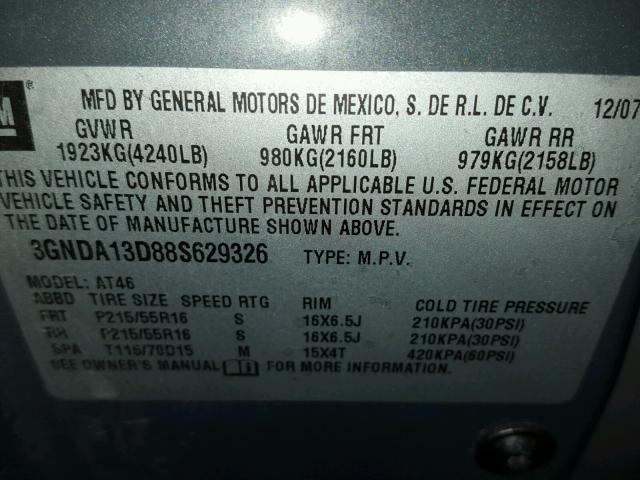 M®
MFD BY GENERAL MOTORS DE MEXICO, S. DE R.L. DE C.V. 12/07
GVWR GAWR FRT GAWR RR
1923KG(4240LB) 980KG(2160LB) 979KG(2158LB)
THIS VEHICLE CONFORMS TO ALL APPLICABLE U.S. FEDERAL MOTOR
VEHICLE SAFETY AND THEFT PREVENTION STANDARDS IN EFFECT ON
THE DATE OF MANUFACTURE SHOWN ABOVE.
3GNDA13D88S629326 TYPE: M.P.V.
MODEL: AT46
TIRE SIZE SPEED RTG RIM COLD TIRE PRESSURE
FRT P215/55R16 S 16X6.5J 210KPA(30PSI)
RR P215/55R16 S 16X6.5J 210KPA(30PSI)
SPA T115/70D15 M 15X4T 420KPA(60PSI)
SEE OWNER'S MANUAL FOR MORE INFORMATION.